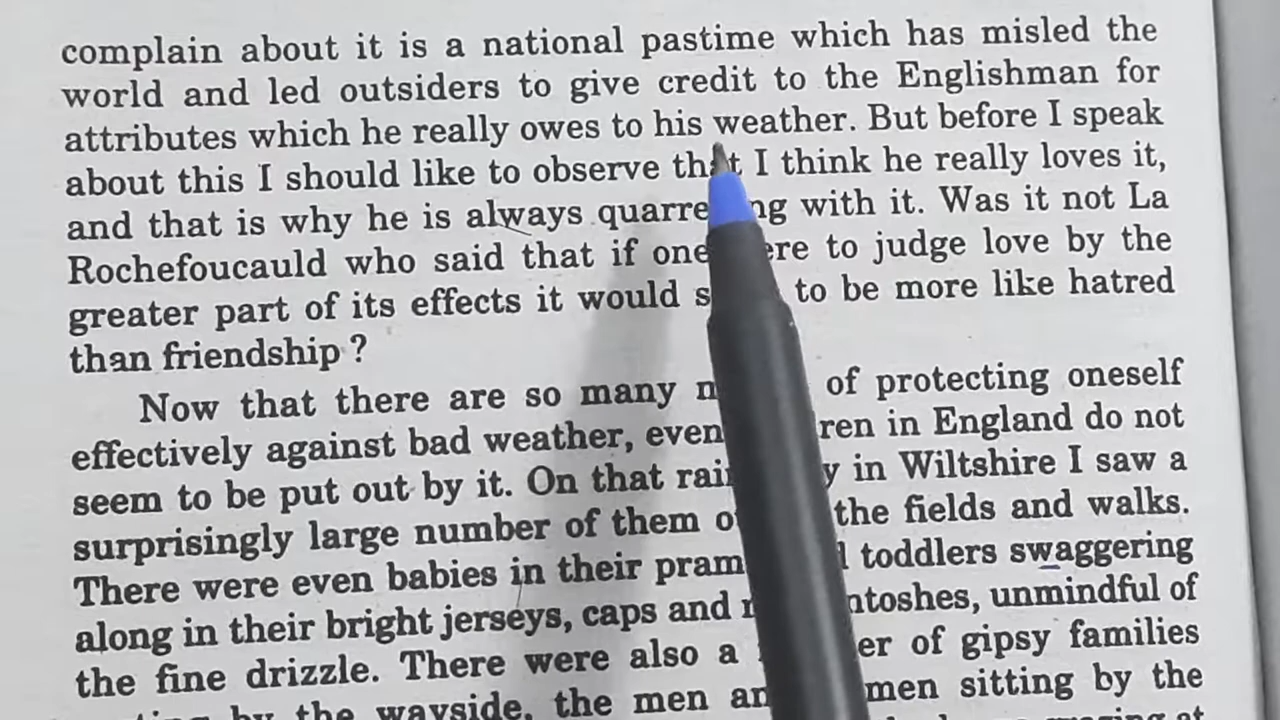 complain about it is a national pastime which has misled the
world and led outsiders to give credit to the Englishman for
attributes which he really owes to his weather. But before I speak
about this I should like to observe that I think he really loves it,
and that is why he is always with it. Was it not La
Rochefoucauld who said that if one to judge love by the
greater part of its effects it would to be more like hatred
than friendship ?
Now that there are so many of protecting oneself
effectively against bad weather, even in England do not
seem to be put out by it. On that in Wiltshire I saw a
surprisingly large number of them the fields and walks.
There were even babies in their toddlers swaggering
along in their bright jerseys, caps and unmindful of
the fine drizzle. There were also a of gipsy families
by the wayside, the men sitting by the